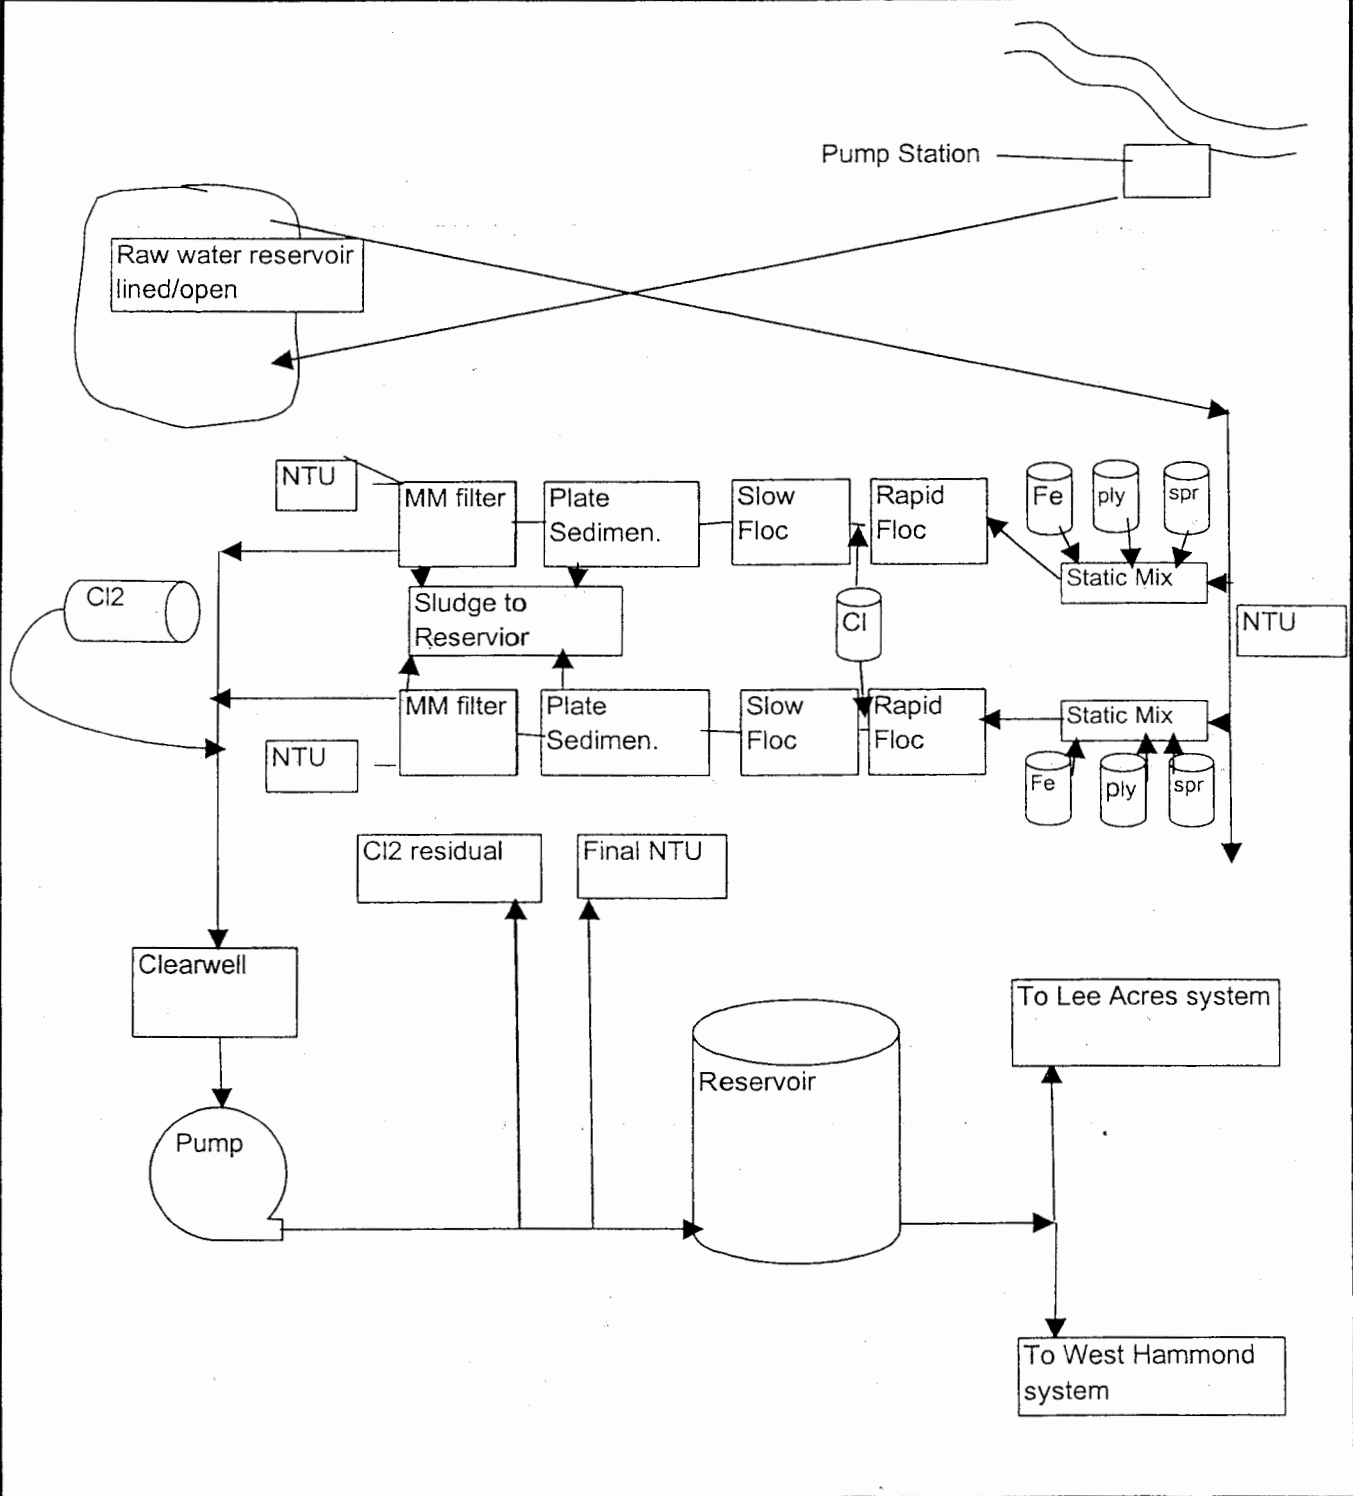 Pump Station
Raw water reservoir
lined/open
NTU
MM filter
Plate
Sedimen.
Slow
Floc
Rapid
Floc
Fe
ply
spr
Static Mix
Cl2
Sludge to
Reservior
Cl
NTU
MM filter
Plate
Sedimen.
Slow
Floc
Rapid
Floc
Static Mix
NTU
Fe
ply
spr
Cl2 residual
Final NTU
Clearwell
To Lee Acres system
Reservoir
Pump
To West Hammond
system